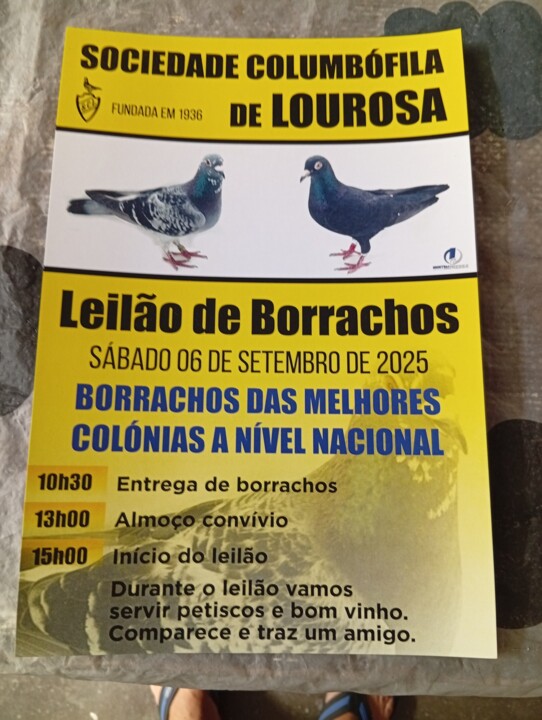 SOCIEDADE COLUMBÓFILA
FUNDADA EM 1936
DE LOUROSA
Leilão de Borrachos
SÁBADO 06 DE SETEMBRO DE 2025
BORRACHOS DAS MELHORES
COLÓNIAS A NÍVEL NACIONAL
10h30 Entrega de borrachos
13h00 Almoço convívio
15h00 Início do leilão
Durante o leilão vamos
servir petiscos e bom vinho.
Comparece e traz um amigo.